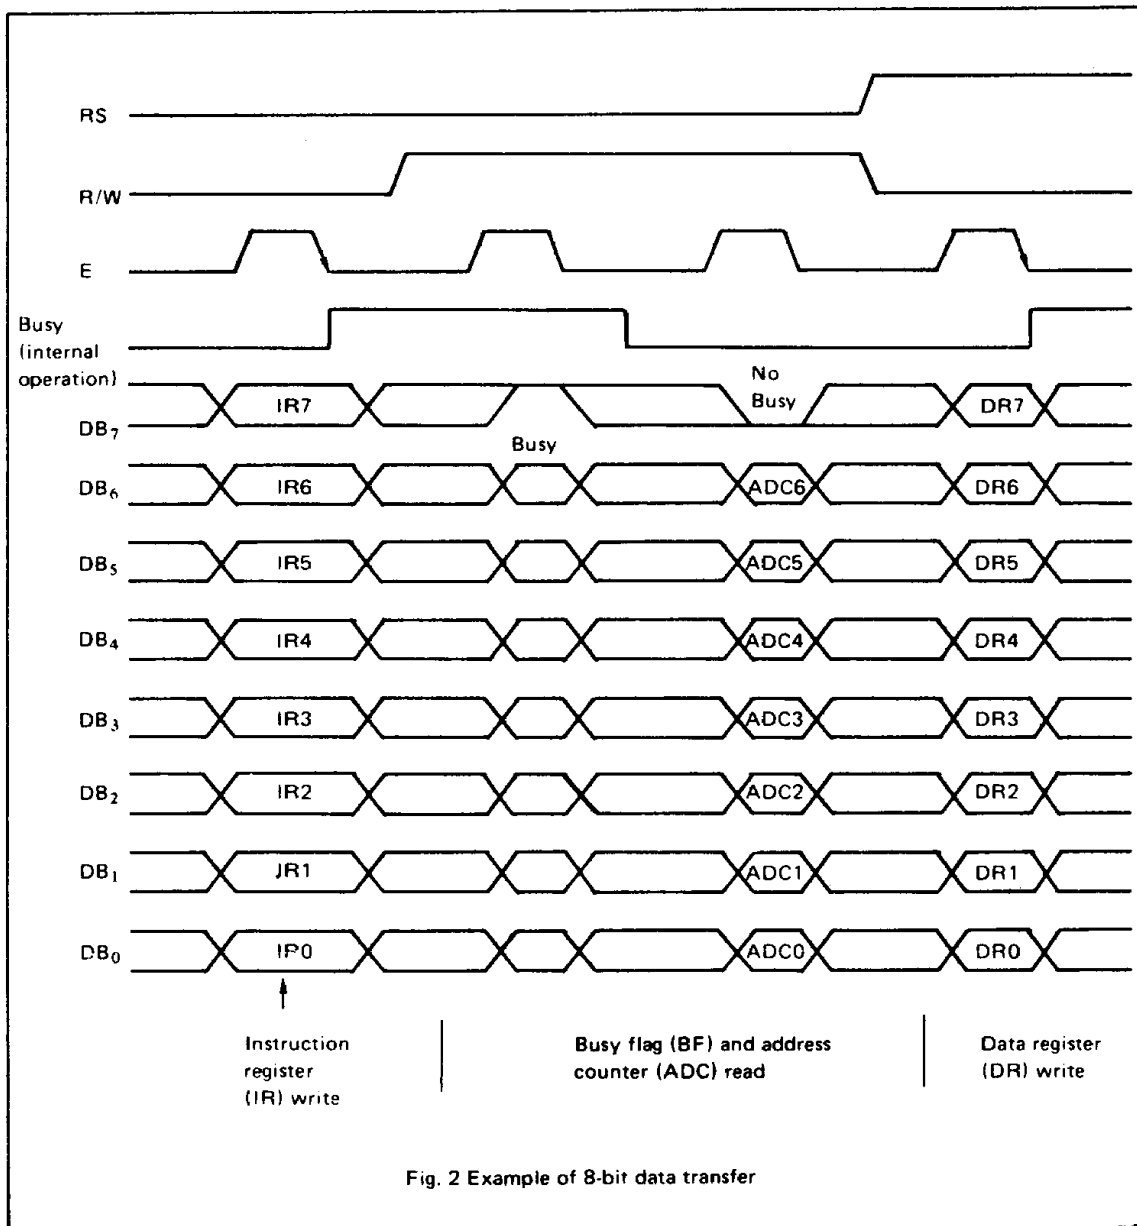 RS
R/W
E
Busy
(internal
operation)
No
Busy
DB₇ IR7 DR7
Busy
DB₆ IR6 ADC6 DR6
DB₅ IR5 ADC5 DR5
DB₄ IR4 ADC4 DR4
DB₃ IR3 ADC3 DR3
DB₂ IR2 ADC2 DR2
DB₁ IR1 ADC1 DR1
DB₀ IR0 ADC0 DR0
Instruction
register
(IR) write
Busy flag (BF) and address
counter (ADC) read
Data register
(DR) write
Fig. 2 Example of 8-bit data transfer